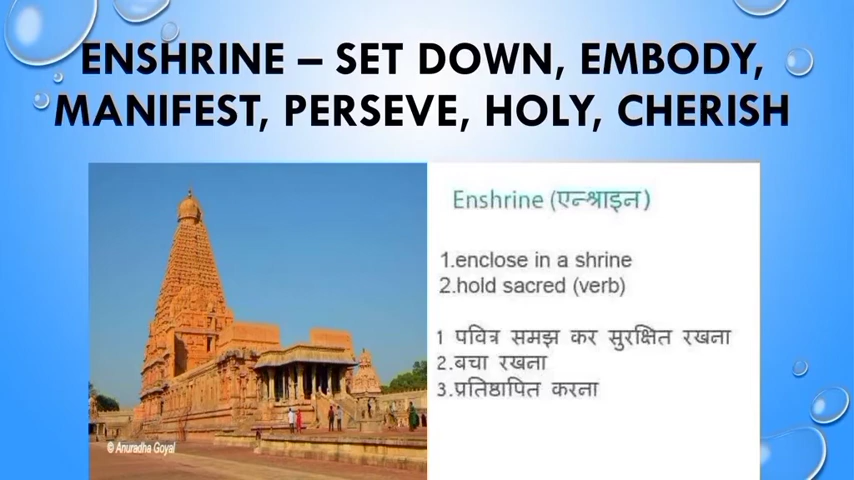 ENSHRINE – SET DOWN, EMBODY,
MANIFEST, PERSEVE, HOLY, CHERISH
Enshrine (एन्श्राइन)
1.enclose in a shrine
2.hold sacred (verb)
1 पवित्र समझ कर सुरक्षित रखना
2.बचा रखना
3.प्रतिष्ठापित करना
© Anuradha Goyal